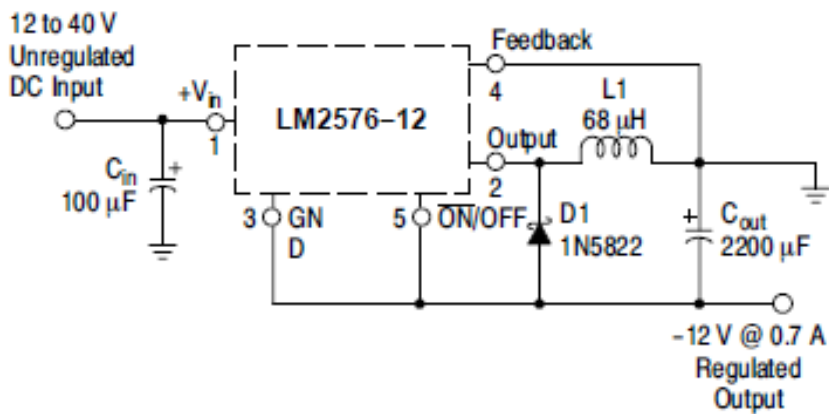 12 to 40 V
Unregulated
DC Input
+Vin
1
LM2576–12
Feedback
4
L1
68 µH
Output
2
Cin
100 µF
+
3
GN
D
5
ON/OFF
D1
1N5822
+
Cout
2200 µF
–12 V @ 0.7 A
Regulated
Output